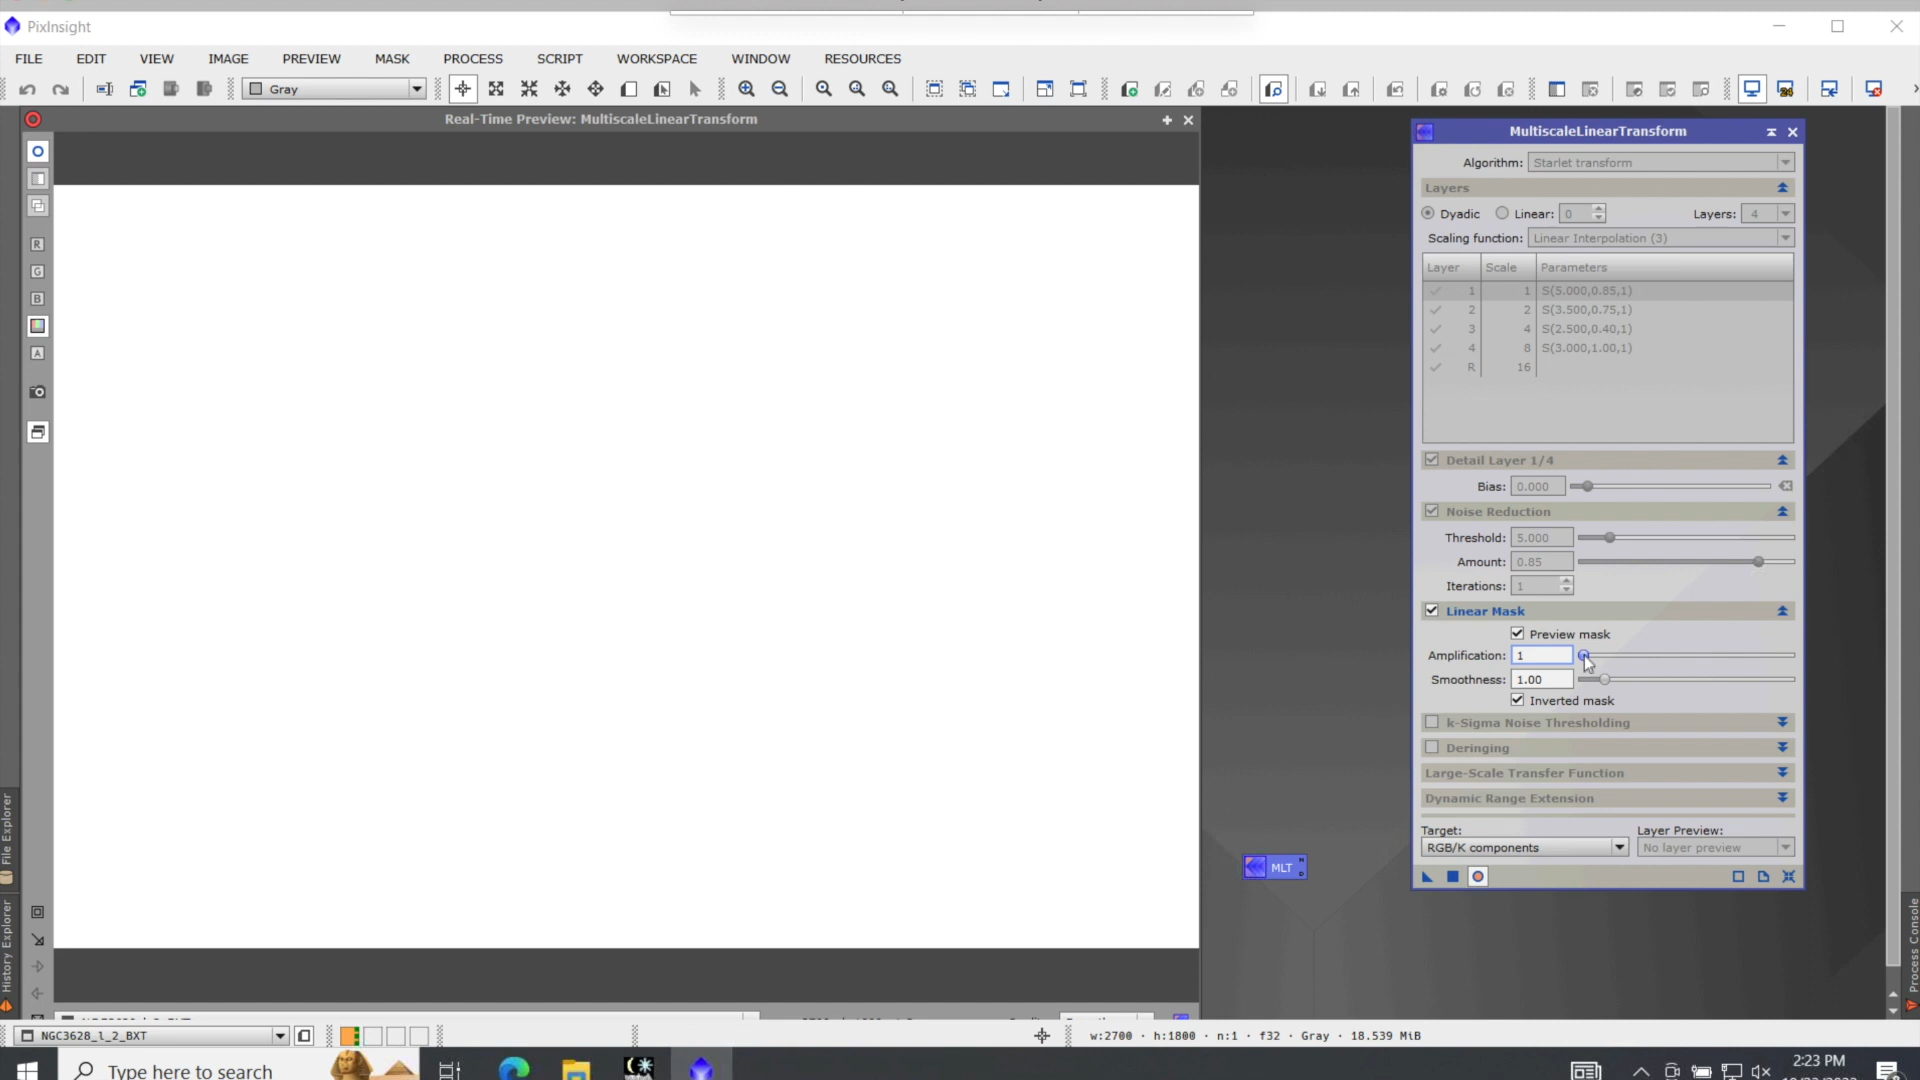 PixInsight
FILE EDIT VIEW IMAGE PREVIEW MASK PROCESS SCRIPT WORKSPACE WINDOW RESOURCES
Gray
Real-Time Preview: MultiscaleLinearTransform
R
G
B
A
MultiscaleLinearTransform
Algorithm: Starlet transform
Layers
Dyadic Linear: 0 Layers: 4
Scaling function: Linear Interpolation (3)
Layer Scale Parameters
1 1 S(5.000,0.85,1)
2 2 S(3.500,0.75,1)
3 4 S(2.500,0.40,1)
4 8 S(3.000,1.00,1)
R 16
Detail Layer 1/4
Bias: 0.000
Noise Reduction
Threshold: 5.000
Amount: 0.85
Iterations: 1
Linear Mask
Preview mask
Amplification: 1
Smoothness: 1.00
Inverted mask
k-Sigma Noise Thresholding
Deringing
Large-Scale Transfer Function
Dynamic Range Extension
Target: Layer Preview:
RGB/K components No layer preview
MLT
File Explorer
History Explorer
Process Console
NGC3628_l_2_BXT
w:2700 · h:1800 · n:1 · f32 · Gray · 18.539 MiB
Type here to search
2:23 PM